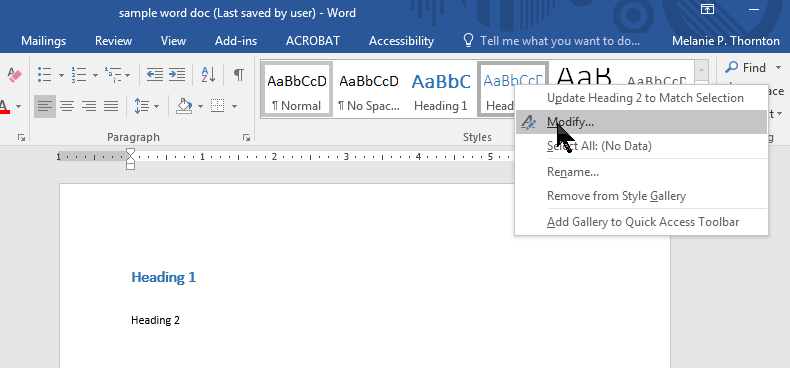 sample word doc (Last saved by user) - Word
Mailings Review View Add-ins ACROBAT Accessibility Tell me what you want to do... Melanie P. Thornton
A
AaBbCcD AaBbCcD AaBbC AaBbCcD AaB AaBbCcD Find
¶ Normal ¶ No Spac... Heading 1 Head
Update Heading 2 to Match Selection
Modify...
Select All: (No Data)
Rename...
Remove from Style Gallery
Add Gallery to Quick Access Toolbar
Paragraph Styles
1 1 2 3 4 5
Heading 1
Heading 2